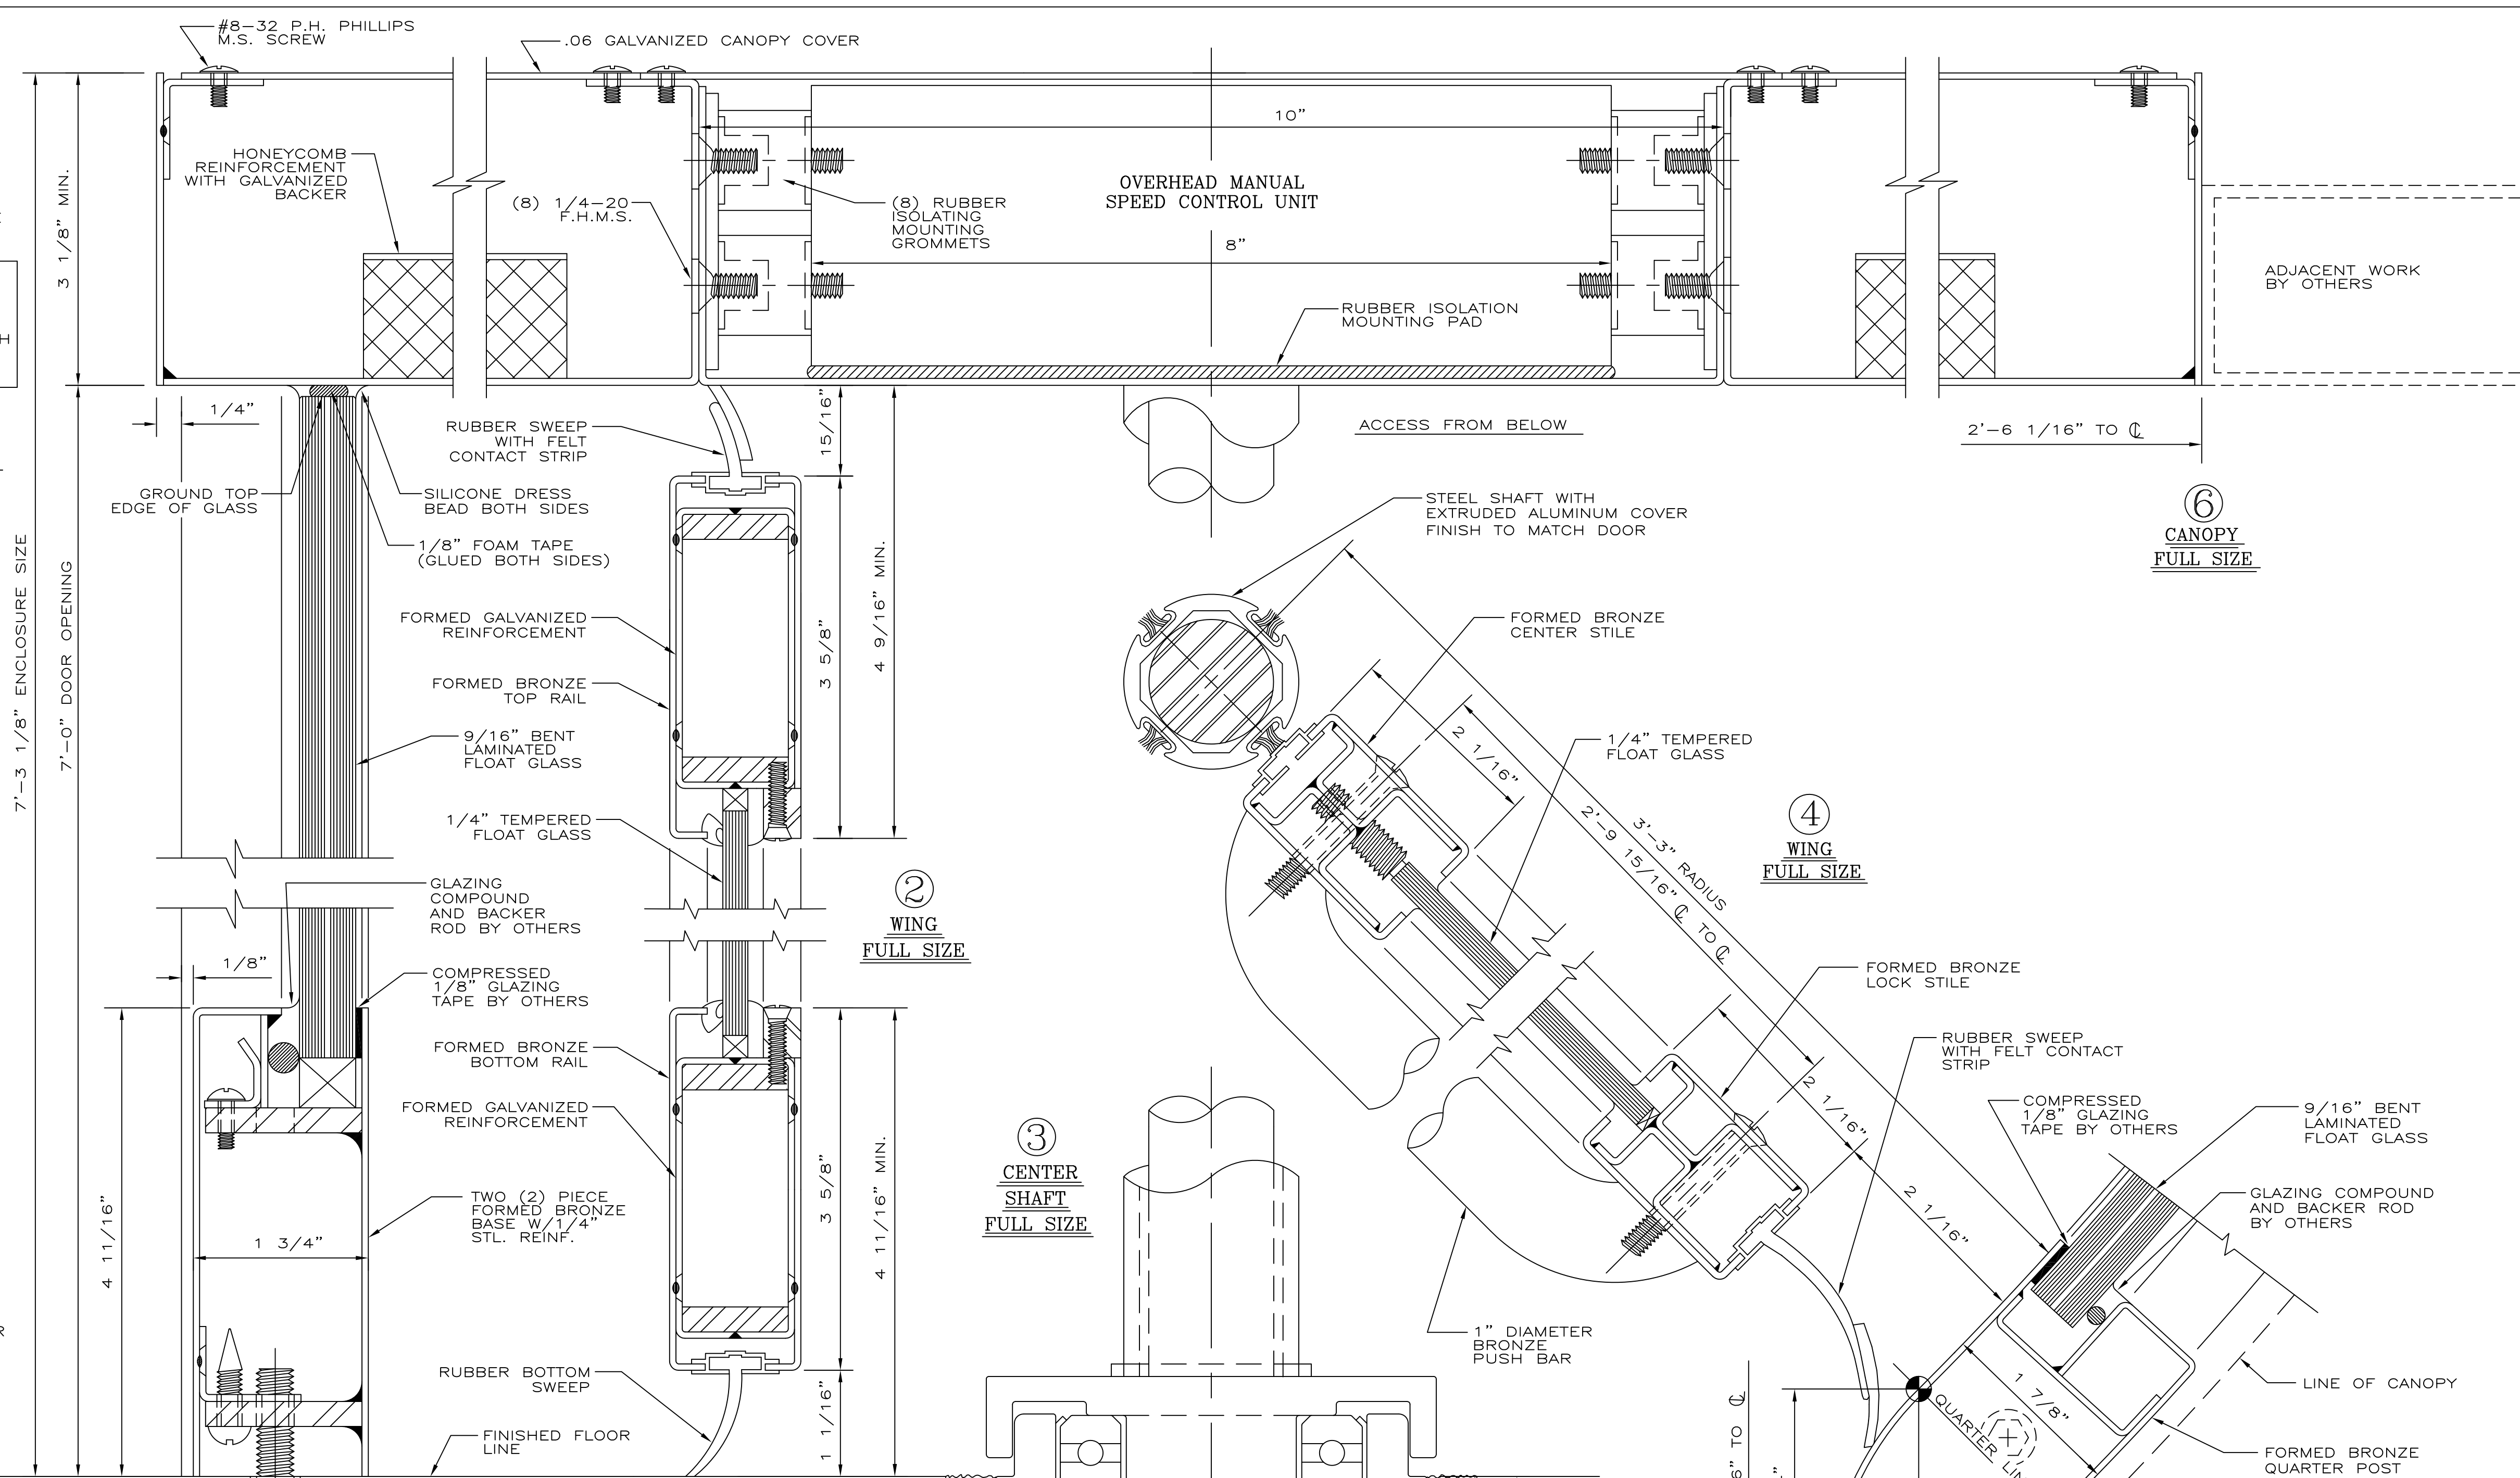 #8-32 P.H. PHILLIPS
M.S. SCREW
.06 GALVANIZED CANOPY COVER
HONEYCOMB
REINFORCEMENT
WITH GALVANIZED
BACKER
(8) 1/4-20
F.H.M.S.
(8) RUBBER
ISOLATING
MOUNTING
GROMMETS
10"
OVERHEAD MANUAL
SPEED CONTROL UNIT
8"
RUBBER ISOLATION
MOUNTING PAD
ADJACENT WORK
BY OTHERS
3 1/8" MIN.
7'-3 1/8" ENCLOSURE SIZE
7'-0" DOOR OPENING
1/4"
RUBBER SWEEP
WITH FELT
CONTACT STRIP
15/16"
ACCESS FROM BELOW
2'-6 1/16" TO ℄
GROUND TOP
EDGE OF GLASS
SILICONE DRESS
BEAD BOTH SIDES
1/8" FOAM TAPE
(GLUED BOTH SIDES)
STEEL SHAFT WITH
EXTRUDED ALUMINUM COVER
FINISH TO MATCH DOOR
6
CANOPY
FULL SIZE
FORMED GALVANIZED
REINFORCEMENT
FORMED BRONZE
TOP RAIL
9/16" BENT
LAMINATED
FLOAT GLASS
1/4" TEMPERED
FLOAT GLASS
3 5/8"
4 9/16" MIN.
FORMED BRONZE
CENTER STILE
2 1/16"
1/4" TEMPERED
FLOAT GLASS
2'-9 15/16" ℄ TO ℄
3'-3" RADIUS
4
WING
FULL SIZE
GLAZING
COMPOUND
AND BACKER
ROD BY OTHERS
2
WING
FULL SIZE
1/8"
COMPRESSED
1/8" GLAZING
TAPE BY OTHERS
FORMED BRONZE
LOCK STILE
RUBBER SWEEP
WITH FELT CONTACT
STRIP
FORMED BRONZE
BOTTOM RAIL
FORMED GALVANIZED
REINFORCEMENT
2 1/16"
COMPRESSED
1/8" GLAZING
TAPE BY OTHERS
9/16" BENT
LAMINATED
FLOAT GLASS
3
CENTER
SHAFT
FULL SIZE
4 11/16"
TWO (2) PIECE
FORMED BRONZE
BASE W/1/4"
STL. REINF.
1 3/4"
3 5/8"
4 11/16" MIN.
2 1/16"
GLAZING COMPOUND
AND BACKER ROD
BY OTHERS
1" DIAMETER
BRONZE
PUSH BAR
RUBBER BOTTOM
SWEEP
1 1/16"
FINISHED FLOOR
LINE
1 7/8"
LINE OF CANOPY
QUARTER
FORMED BRONZE
QUARTER POST
6" TO ℄
H
R